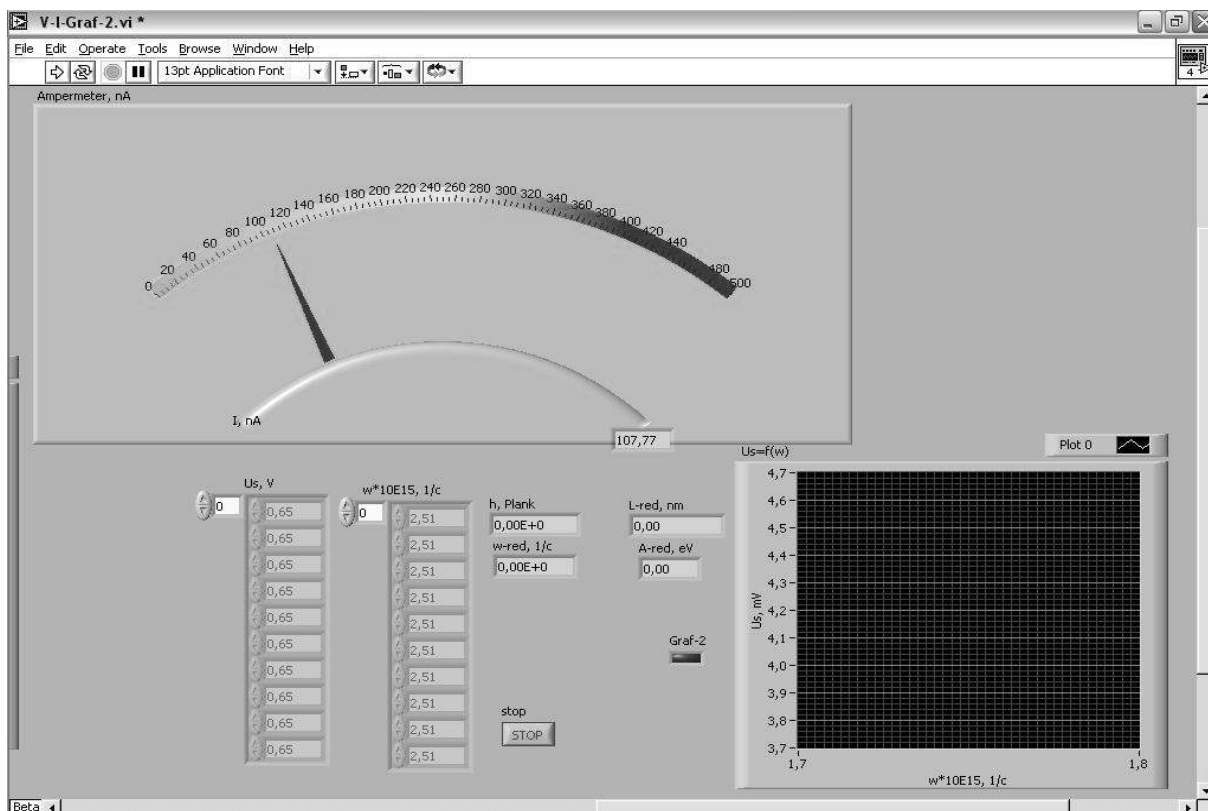 V-I-Graf-2.vi *
File Edit Operate Tools Browse Window Help
13pt Application Font
4
Ampermeter, nA
0 20 40 60 80 100 120 140 160 180 200 220 240 260 280 300 320 340 360 380 400 420 440 480 500
I, nA
107,77
Us, V
0
0,65
0,65
0,65
0,65
0,65
0,65
0,65
0,65
0,65
0,65
w*10E15, 1/c
0
2,51
2,51
2,51
2,51
2,51
2,51
2,51
2,51
2,51
2,51
h, Plank
0,00E+0
w-red, 1/c
0,00E+0
L-red, nm
0,00
A-red, eV
0,00
Graf-2
stop
STOP
Us=f(w)
Plot 0
Us, mV
4,7
4,5
4,4
4,3
4,2
4,1
4,0
3,9
3,8
3,7
1,7 1,8
w*10E15, 1/c
Beta